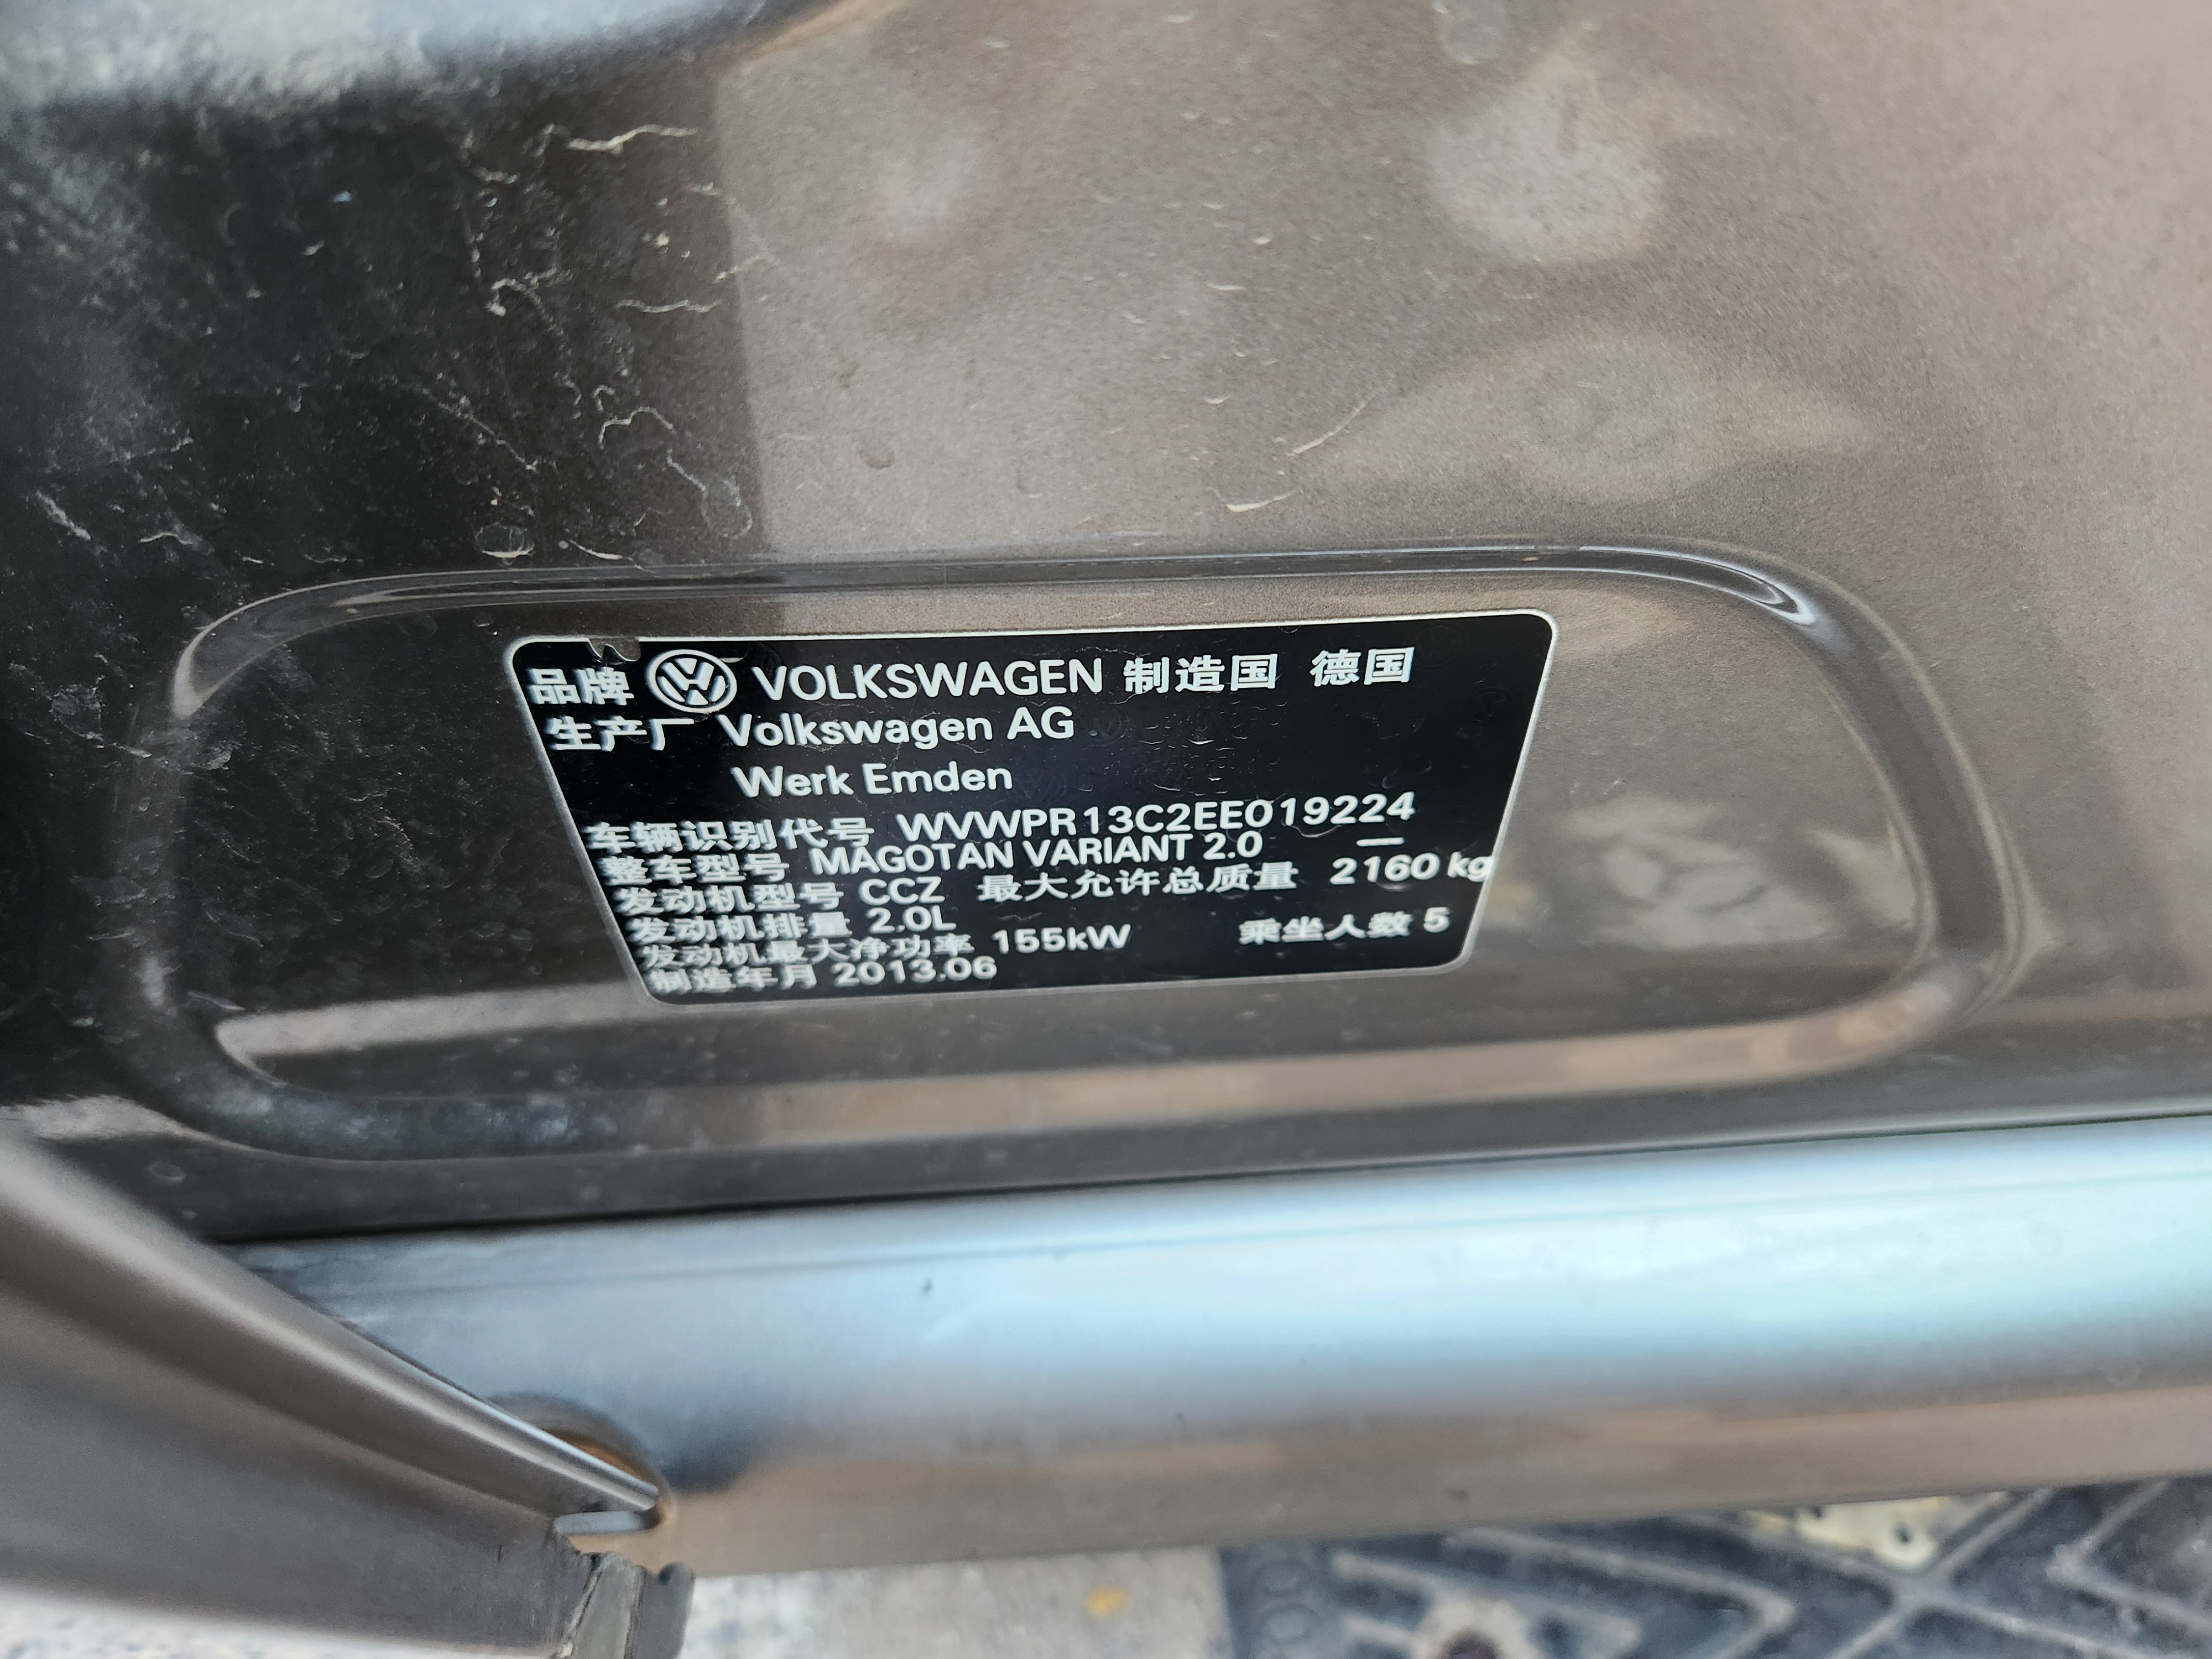 品牌 VOLKSWAGEN 制造国 德国
生产厂 Volkswagen AG
Werk Emden
车辆识别代号 WVWPR13C2EE019224
整车型号 MAGOTAN VARIANT 2.0 —
发动机型号 CCZ 最大允许总质量 2160 kg
发动机排量 2.0L
发动机最大净功率 155kW 乘坐人数 5
制造年月 2013.06